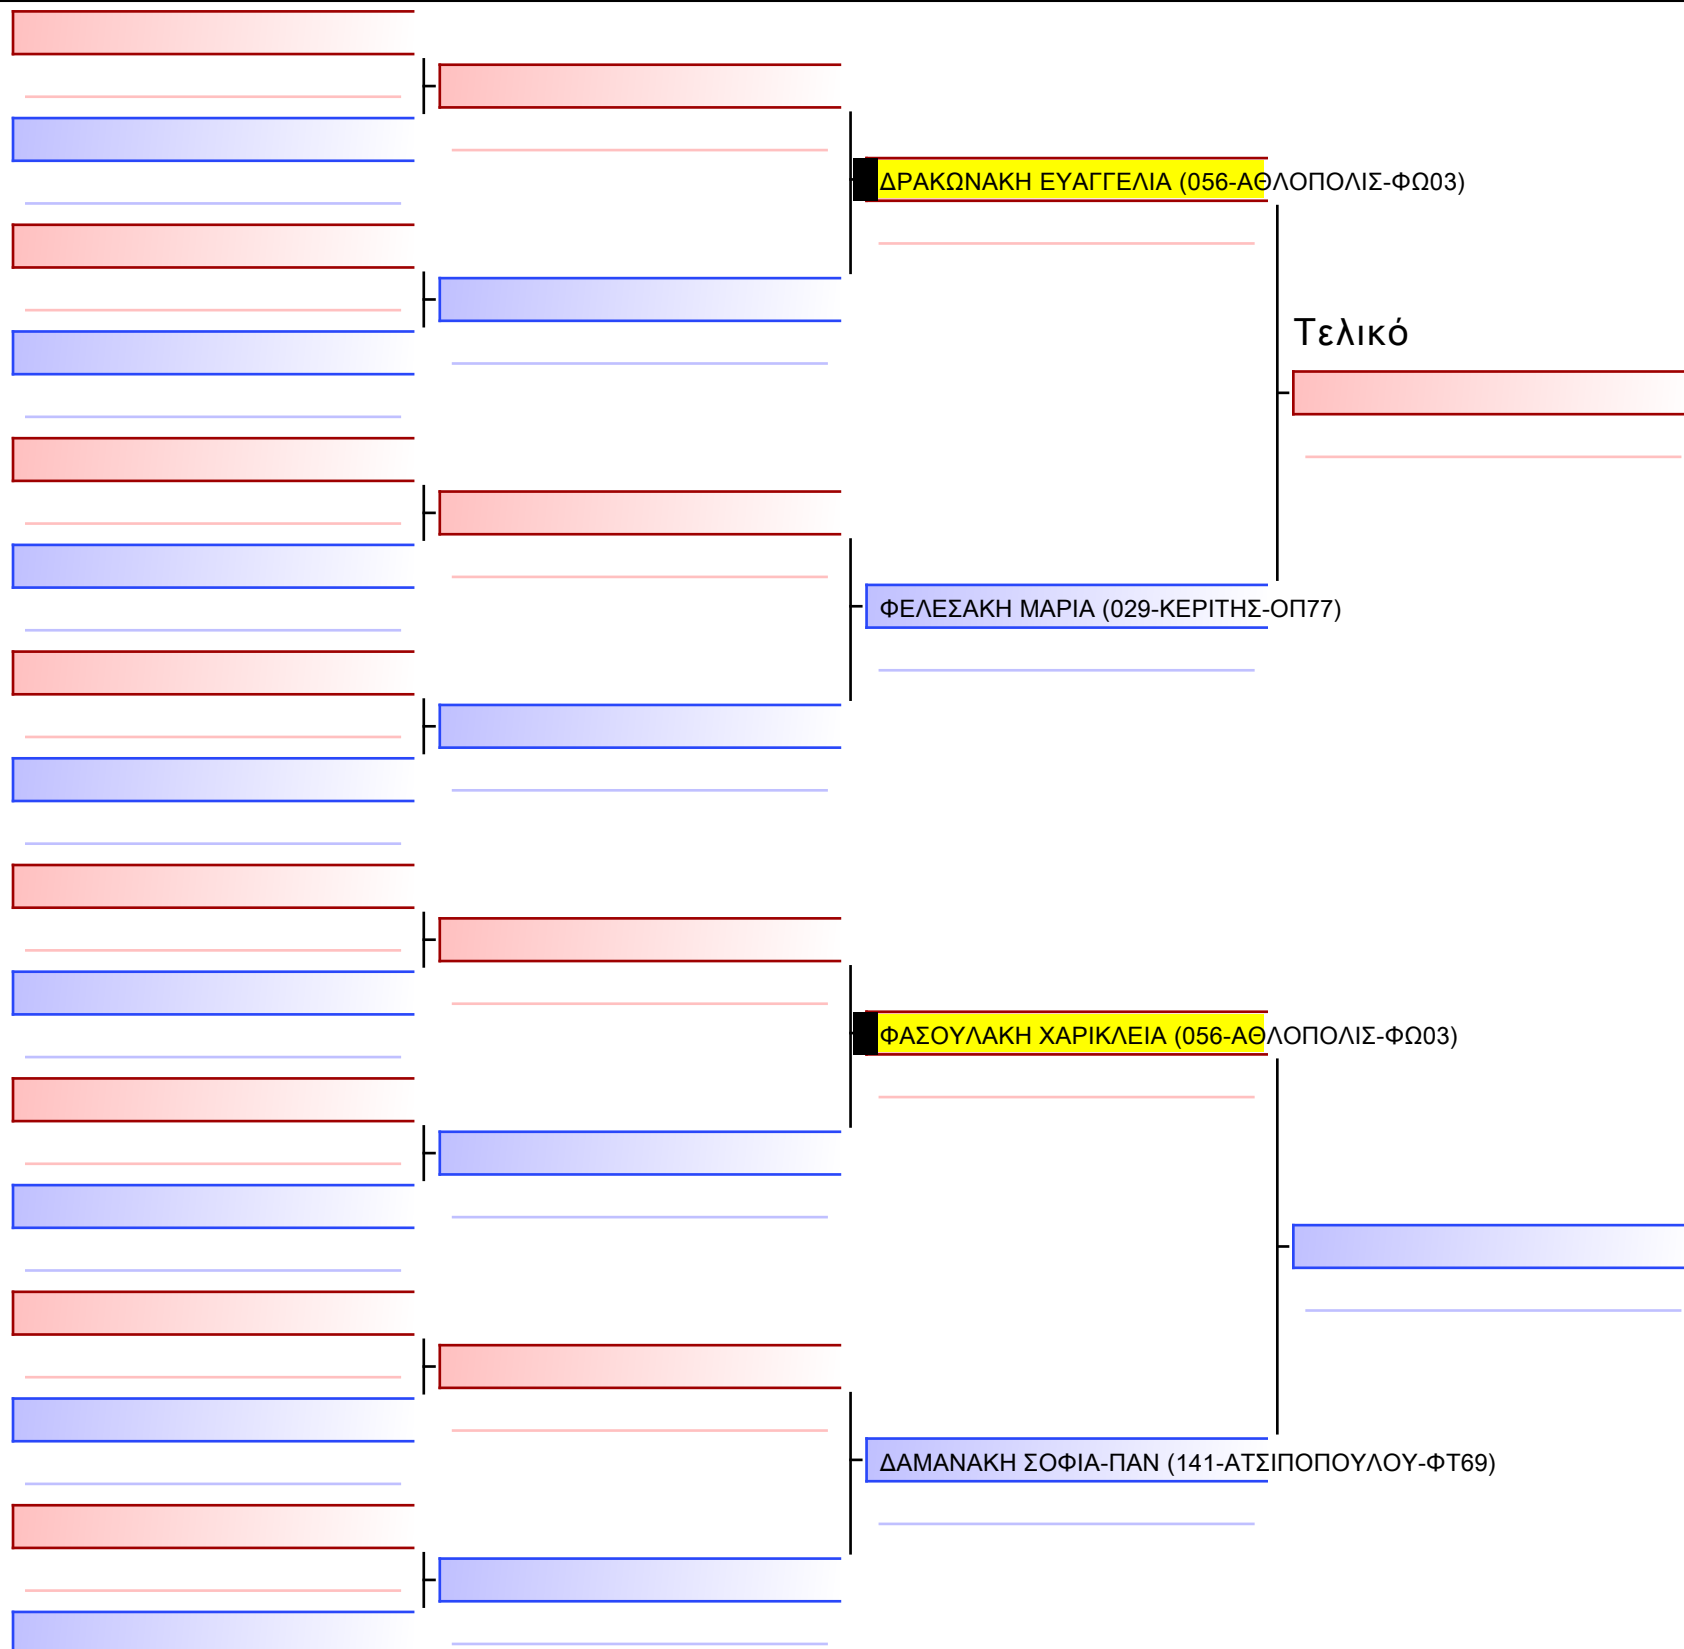 ΔΡΑΚΩΝΑΚΗ ΕΥΑΓΓΕΛΙΑ (056-ΑΘΛΟΠΟΛΙΣ-ΦΩ03)
Τελικό
ΦΕΛΕΣΑΚΗ ΜΑΡΙΑ (029-ΚΕΡΙΤΗΣ-ΟΠ77)
ΦΑΣΟΥΛΑΚΗ ΧΑΡΙΚΛΕΙΑ (056-ΑΘΛΟΠΟΛΙΣ-ΦΩ03)
ΔΑΜΑΝΑΚΗ ΣΟΦΙΑ-ΠΑΝ (141-ΑΤΣΙΠΟΠΟΥΛΟΥ-ΦΤ69)